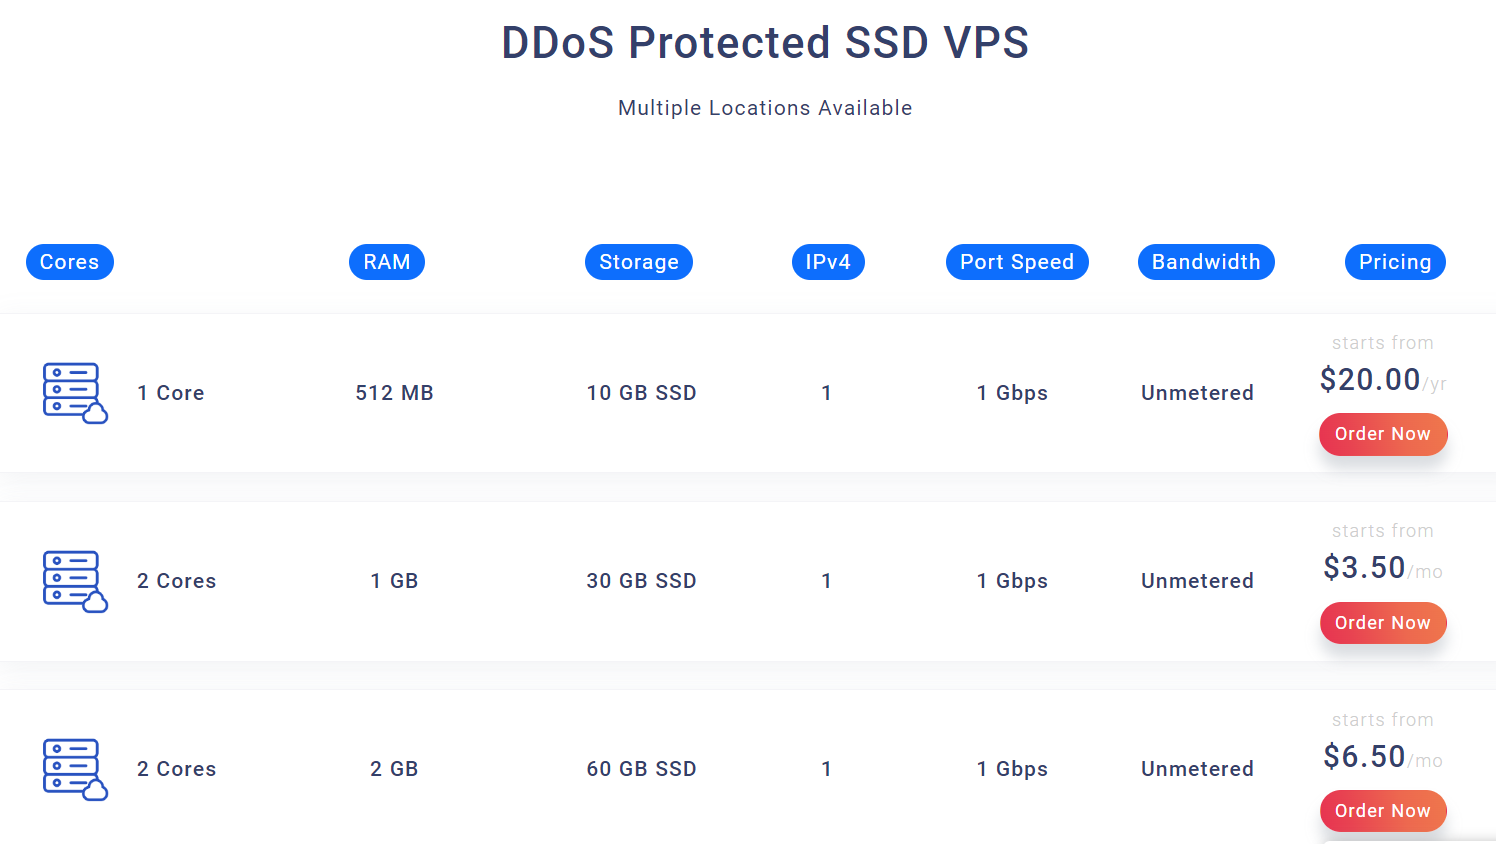 DDoS Protected SSD VPS
Multiple Locations Available
Cores RAM Storage IPv4 Port Speed Bandwidth Pricing
starts from
1 Core 512 MB 10 GB SSD 1 1 Gbps Unmetered $20.00/yr
Order Now
starts from
2 Cores 1 GB 30 GB SSD 1 1 Gbps Unmetered $3.50/mo
Order Now
starts from
2 Cores 2 GB 60 GB SSD 1 1 Gbps Unmetered $6.50/mo
Order Now